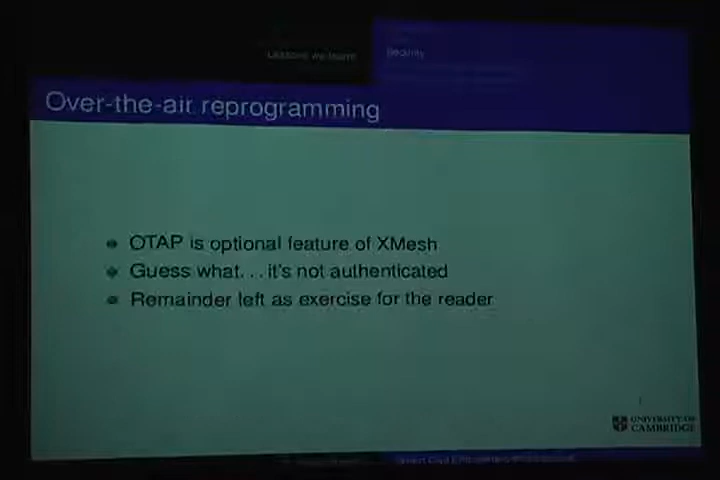 Lessons we learnt
Security
Over-the-air reprogramming
OTAP is optional feature of XMesh
Guess what... it's not authenticated
Remainder left as exercise for the reader
UNIVERSITY OF
CAMBRIDGE